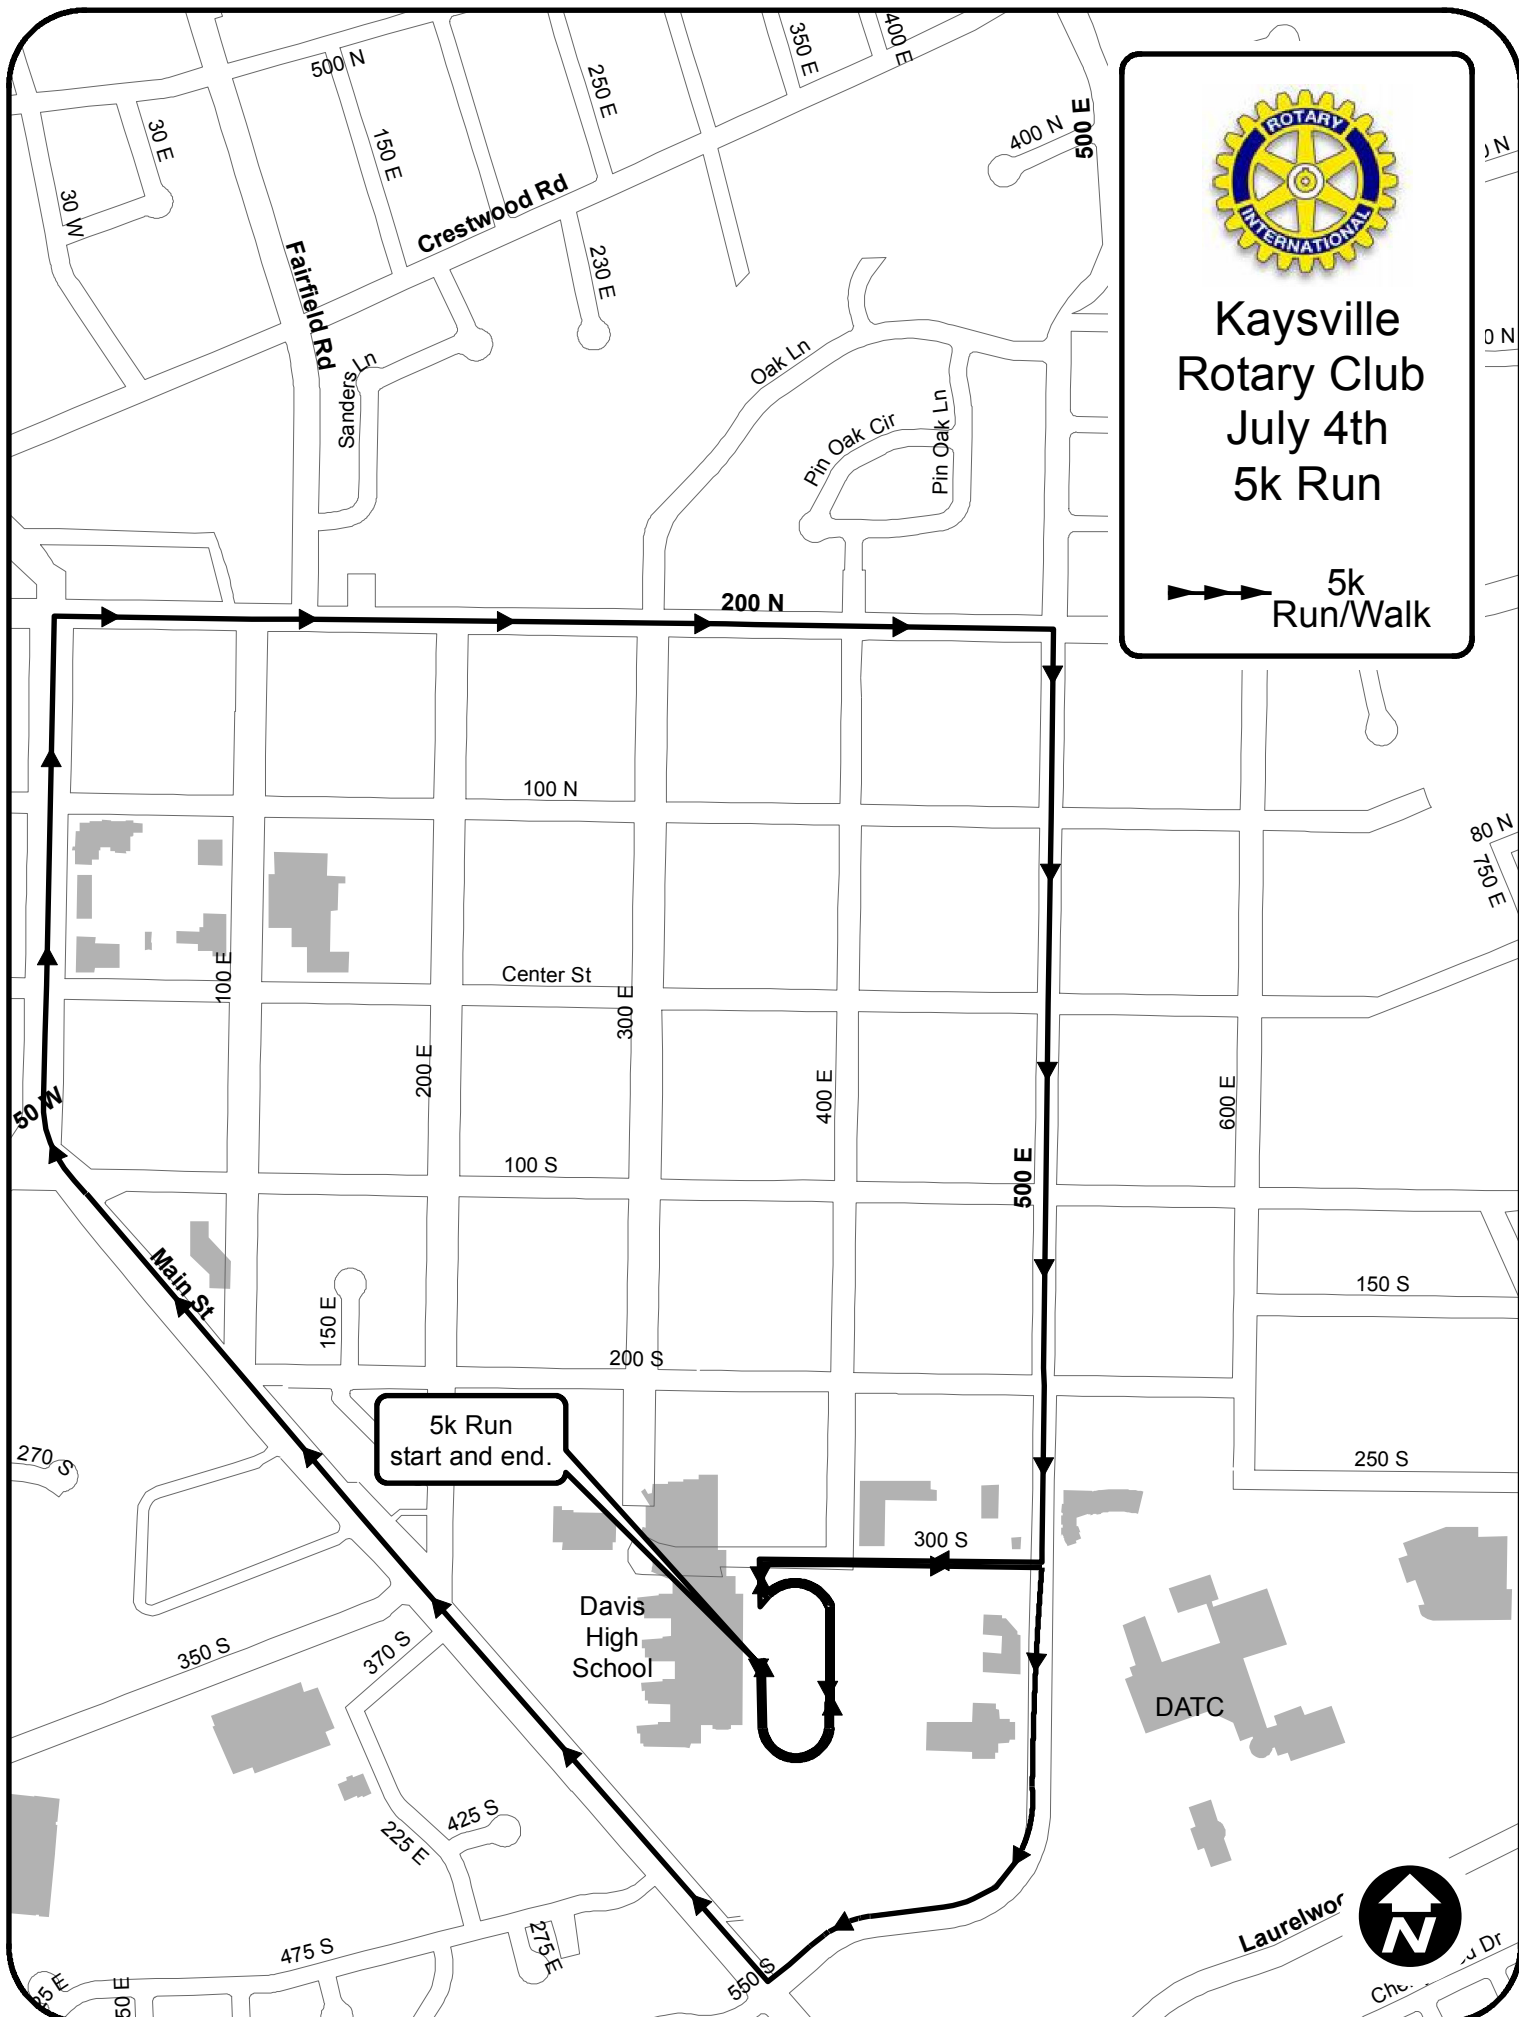 500 N
250 E
350 E
400 E
30 E
150 E
400 N
500 E
30 W
Crestwood Rd
Fairfield Rd
230 E
Sanders Ln
Oak Ln
Pin Oak Cir
Pin Oak Ln
ROTARY
INTERNATIONAL
Kaysville
Rotary Club
July 4th
5k Run
5k
Run/Walk
200 N
100 N
80 N
750 E
Center St
100 E
200 E
300 E
400 E
600 E
50 W
100 S
500 E
Main St
150 E
150 S
200 S
5k Run
start and end.
270 S
250 S
300 S
Davis
High
School
350 S
370 S
DATC
425 S
225 E
275 E
475 S
550 S
N
50 E